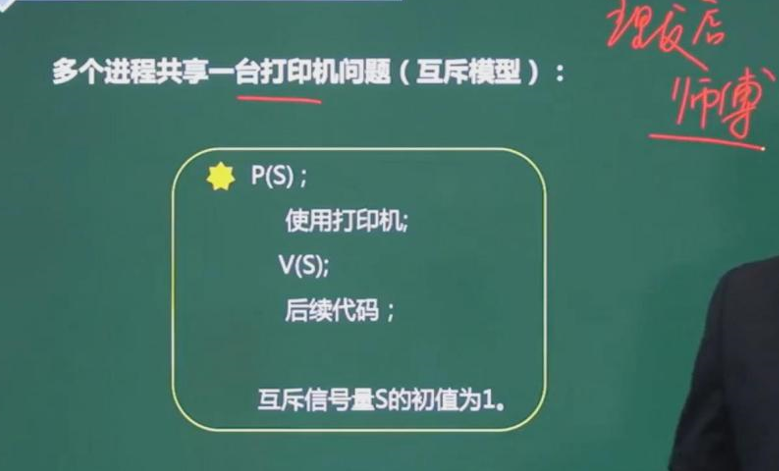 多个进程共享一台打印机问题（互斥模型）：
理发店
师傅
P(S)；
使用打印机;
V(S);
后续代码；
互斥信号量S的初值为1。